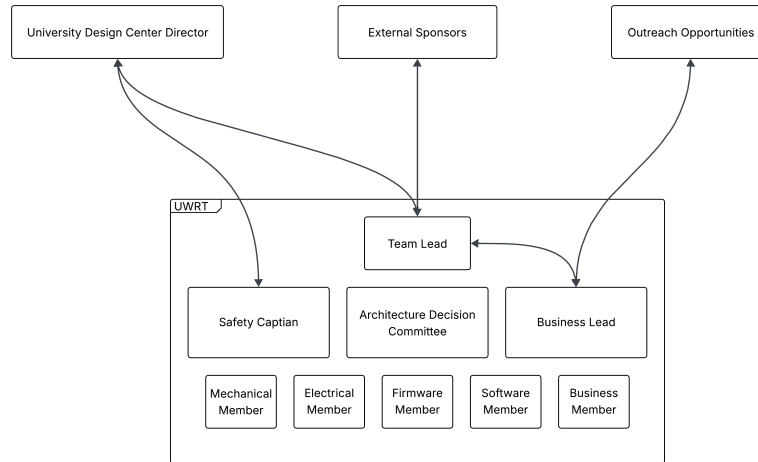 University Design Center Director
External Sponsors
Outreach Opportunities
UWRT
Team Lead
Safety Captian
Architecture Decision
Committee
Business Lead
Mechanical
Member
Electrical
Member
Firmware
Member
Software
Member
Business
Member